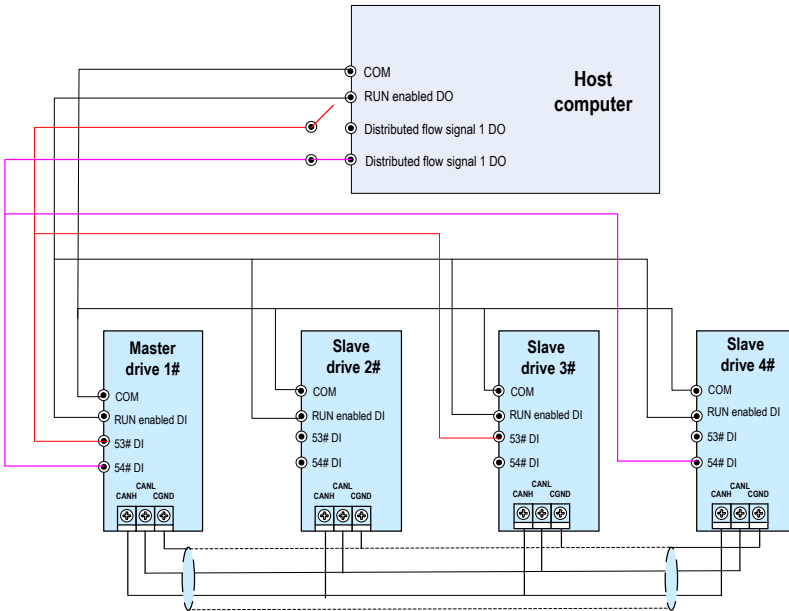 COM
RUN enabled DO
Distributed flow signal 1 DO
Distributed flow signal 1 DO
Host
computer
Master
drive 1#
COM
RUN enabled DI
53# DI
54# DI
CANL
CANH CGND
Slave
drive 2#
COM
RUN enabled DI
53# DI
54# DI
CANL
CANH CGND
Slave
drive 3#
COM
RUN enabled DI
53# DI
54# DI
CANL
CANH CGND
Slave
drive 4#
COM
RUN enabled DI
53# DI
54# DI
CANL
CANH CGND